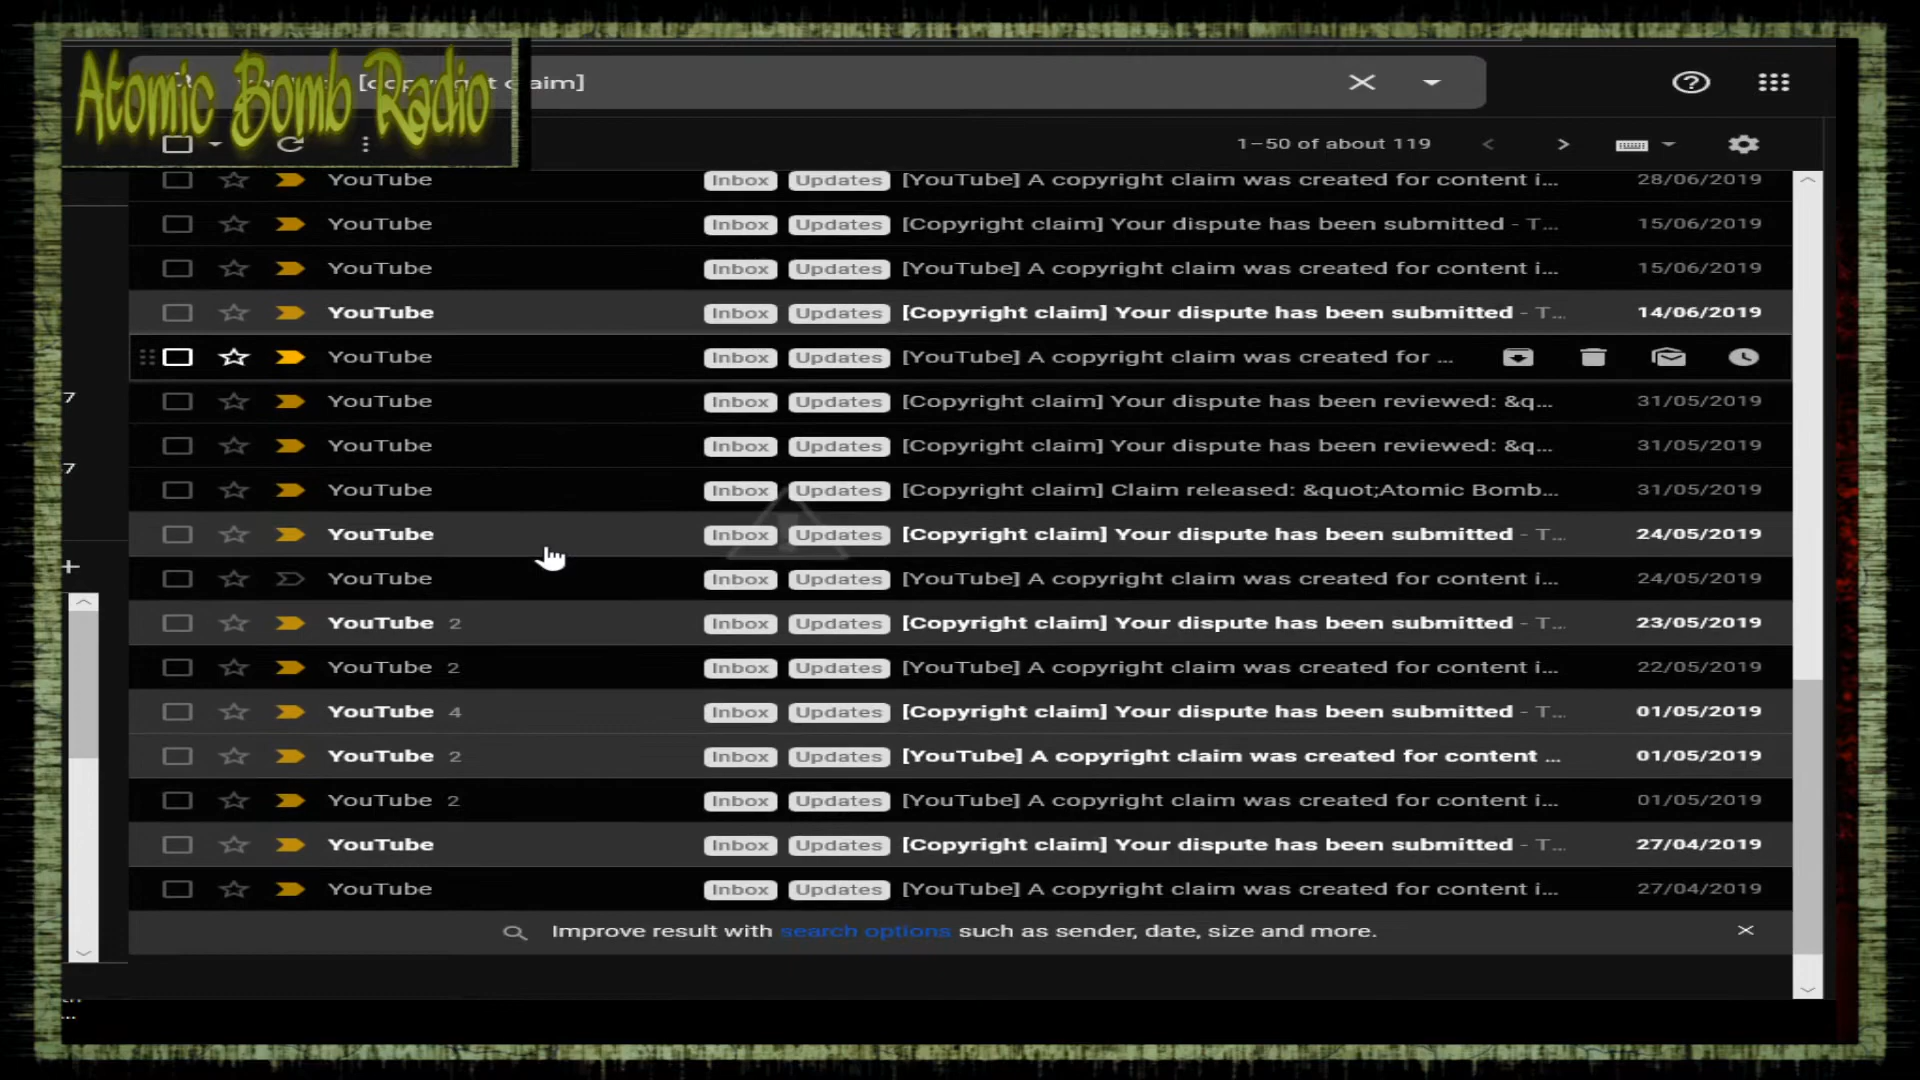 Atomic Bomb Radio
[copyright claim]
1–50 of about 119
YouTube Inbox Updates [YouTube] A copyright claim was created for content i... 28/06/2019
YouTube Inbox Updates [Copyright claim] Your dispute has been submitted - T... 15/06/2019
YouTube Inbox Updates [YouTube] A copyright claim was created for content i... 15/06/2019
YouTube Inbox Updates [Copyright claim] Your dispute has been submitted - T... 14/06/2019
YouTube Inbox Updates [YouTube] A copyright claim was created for ...
7
YouTube Inbox Updates [Copyright claim] Your dispute has been reviewed: &q... 31/05/2019
YouTube Inbox Updates [Copyright claim] Your dispute has been reviewed: &q... 31/05/2019
7
YouTube Inbox Updates [Copyright claim] Claim released: &quot;Atomic Bomb... 31/05/2019
YouTube Inbox Updates [Copyright claim] Your dispute has been submitted - T... 24/05/2019
YouTube Inbox Updates [YouTube] A copyright claim was created for content i... 24/05/2019
YouTube 2 Inbox Updates [Copyright claim] Your dispute has been submitted - T... 23/05/2019
YouTube 2 Inbox Updates [YouTube] A copyright claim was created for content i... 22/05/2019
YouTube 4 Inbox Updates [Copyright claim] Your dispute has been submitted - T... 01/05/2019
YouTube 2 Inbox Updates [YouTube] A copyright claim was created for content ... 01/05/2019
YouTube 2 Inbox Updates [YouTube] A copyright claim was created for content i... 01/05/2019
YouTube Inbox Updates [Copyright claim] Your dispute has been submitted - T... 27/04/2019
YouTube Inbox Updates [YouTube] A copyright claim was created for content i... 27/04/2019
Improve result with search options such as sender, date, size and more.